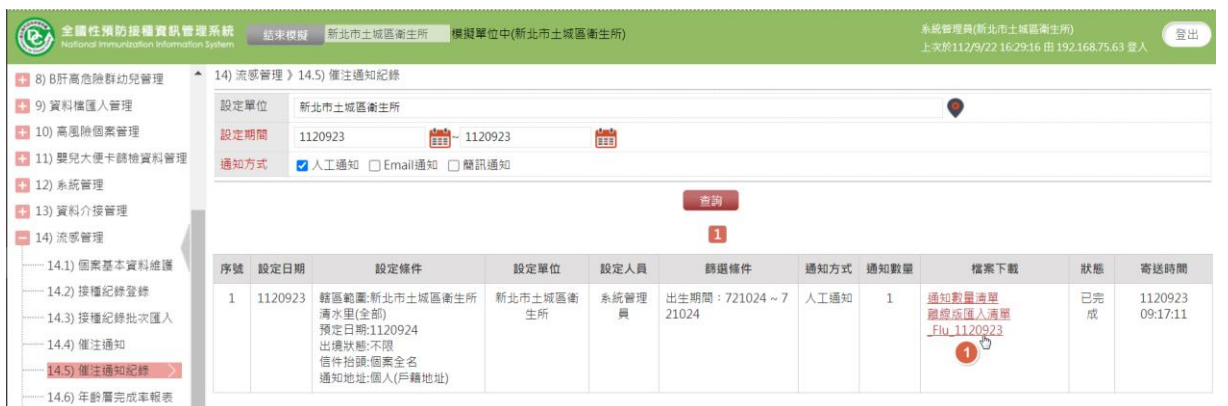 全國性預防接種資訊管理系統
National Immunization Information System
結束模擬 新北市土城區衛生所 模擬單位中(新北市土城區衛生所)
系統管理員(新北市土城區衛生所)
上次於112/9/22 16:29:16 由 192.168.75.63 登入
登出
8) B肝高危險群幼兒管理
9) 資料檔匯入管理
10) 高風險個案管理
11) 嬰兒大便卡篩檢資料管理
12) 系統管理
13) 資料介接管理
14) 流感管理
14.1) 個案基本資料維護
14.2) 接種紀錄登錄
14.3) 接種紀錄批次匯入
14.4) 催注通知
14.5) 催注通知紀錄
14.6) 年齡層完成率報表
14) 流感管理 》14.5) 催注通知紀錄
設定單位 新北市土城區衛生所
設定期間 1120923 ~ 1120923
通知方式 人工通知 Email通知 簡訊通知
查詢
1
序號 設定日期 設定條件 設定單位 設定人員 篩選條件 通知方式 通知數量 檔案下載 狀態 寄送時間
1 1120923
轄區範圍:新北市土城區衛生所
清水里(全部)
預定日期:1120924
出境狀態:不限
信件抬頭:個案全名
通知地址:個人(戶籍地址)
新北市土城區衛
生所
系統管理
員
出生期間：721024 ~ 7
21024
人工通知
1
通知數量清單
離線版匯入清單
_Flu_1120923
1
已完
成
1120923
09:17:11